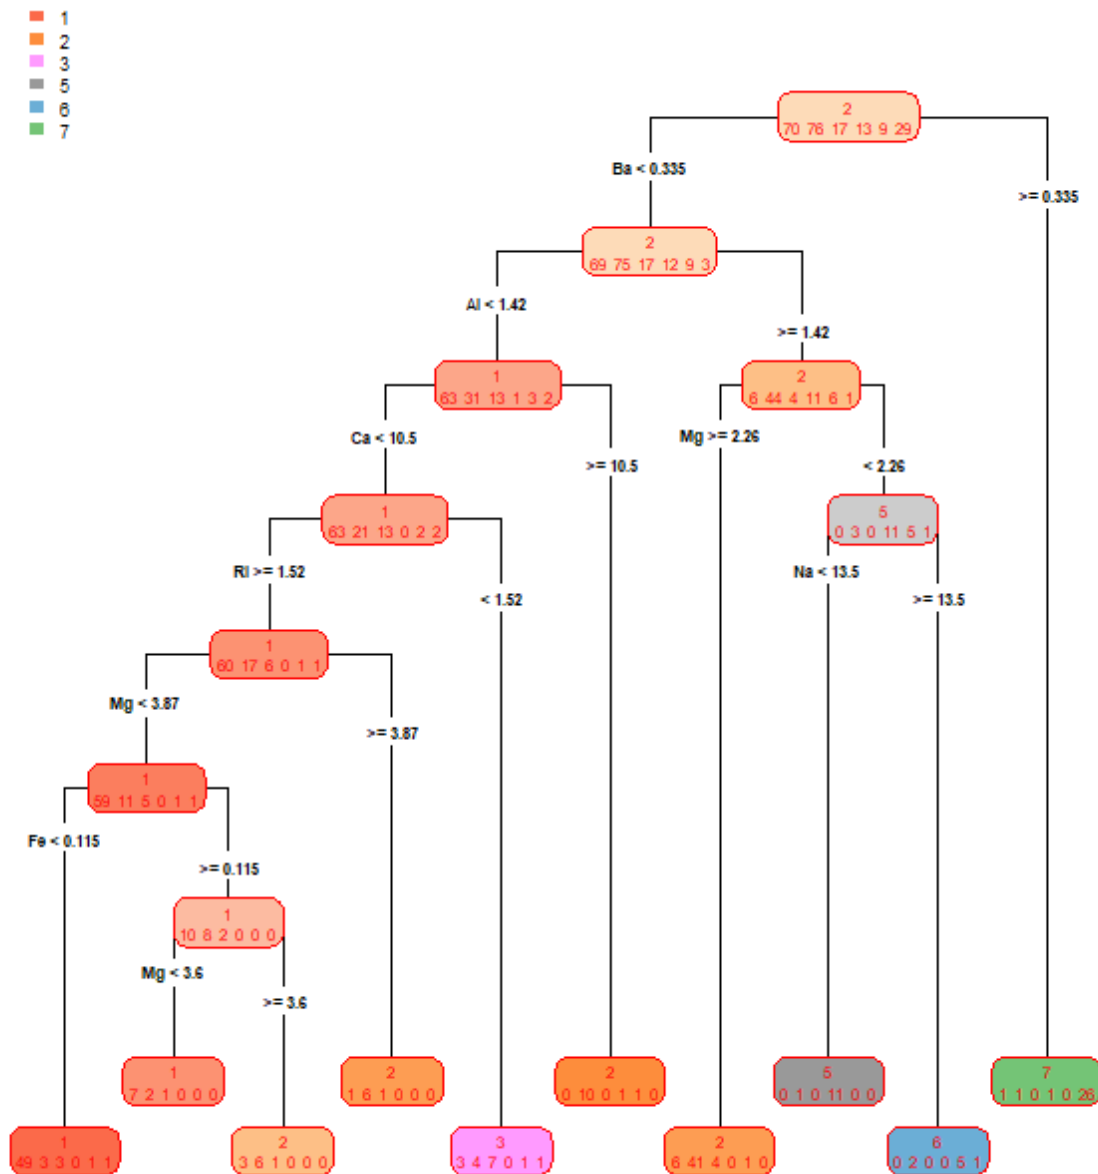 1
2
3
5
6
7
2
70 76 17 13 9 29
Ba < 0.335
>= 0.335
2
69 75 17 12 9 3
Al < 1.42
>= 1.42
1
63 31 13 1 3 2
2
6 44 4 11 6 1
Ca < 10.5
>= 10.5
Mg >= 2.26
< 2.26
1
63 21 13 0 2 2
5
0 3 0 11 5 1
RI >= 1.52
< 1.52
Na < 13.5
>= 13.5
1
60 17 6 0 1 1
Mg < 3.87
>= 3.87
1
59 11 5 0 1 1
Fe < 0.115
>= 0.115
1
10 8 2 0 0 0
Mg < 3.6
>= 3.6
1
7 2 1 0 0 0
2
1 6 1 0 0 0
2
0 10 0 1 1 0
5
0 1 0 11 0 0
7
1 1 0 1 0 26
1
49 3 3 0 1 1
2
3 6 1 0 0 0
3
3 4 7 0 1 1
2
6 41 4 0 1 0
6
0 2 0 0 5 1